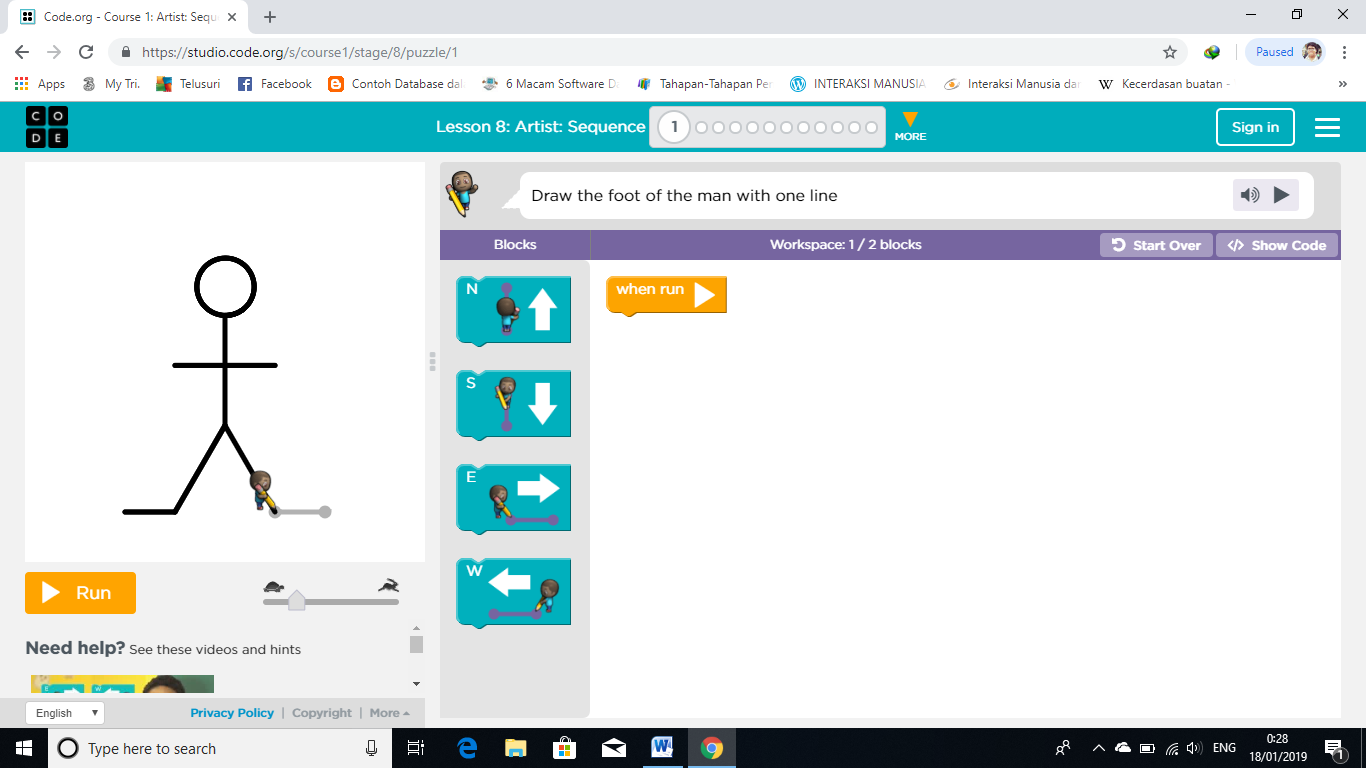 Code.org - Course 1: Artist: Sequ
https://studio.code.org/s/course1/stage/8/puzzle/1
Paused
Apps
My Tri.
Telusuri
Facebook
Contoh Database dal
6 Macam Software D
Tahapan-Tahapan Per
INTERAKSI MANUSIA
Interaksi Manusia dan
Kecerdasan buatan -
»
C O
D E
Lesson 8: Artist: Sequence
1
MORE
Sign in
Draw the foot of the man with one line
Blocks
Workspace: 1 / 2 blocks
Start Over
</> Show Code
N
S
E
W
when run
Run
Need help? See these videos and hints
E
W
English
Privacy Policy | Copyright | More
Type here to search
ENG
0:28
18/01/2019
1